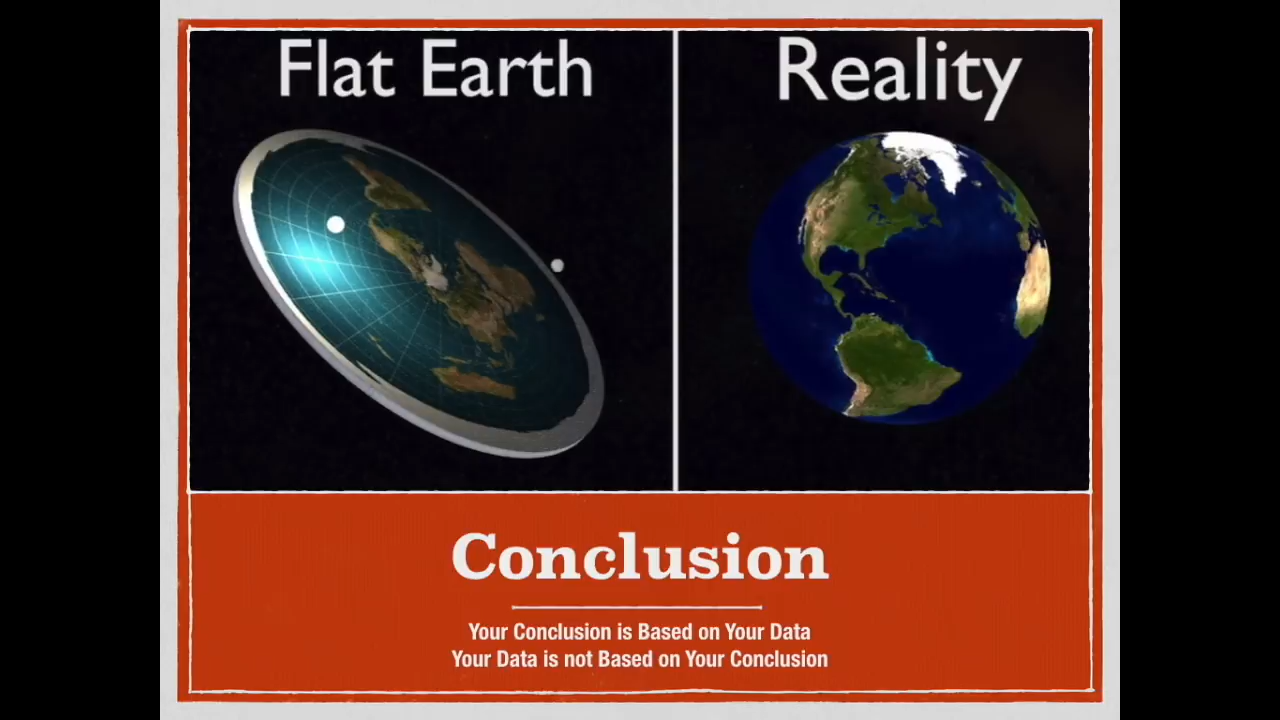 Flat Earth
Reality
Conclusion
Your Conclusion is Based on Your Data
Your Data is not Based on Your Conclusion